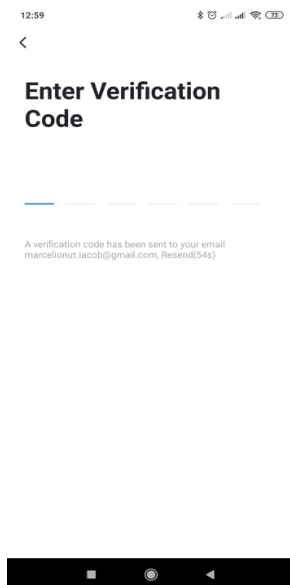 12:59
73
Enter Verification
Code
A verification code has been sent to your email
marcelionut.iacob@gmail.com, Resend(54s)